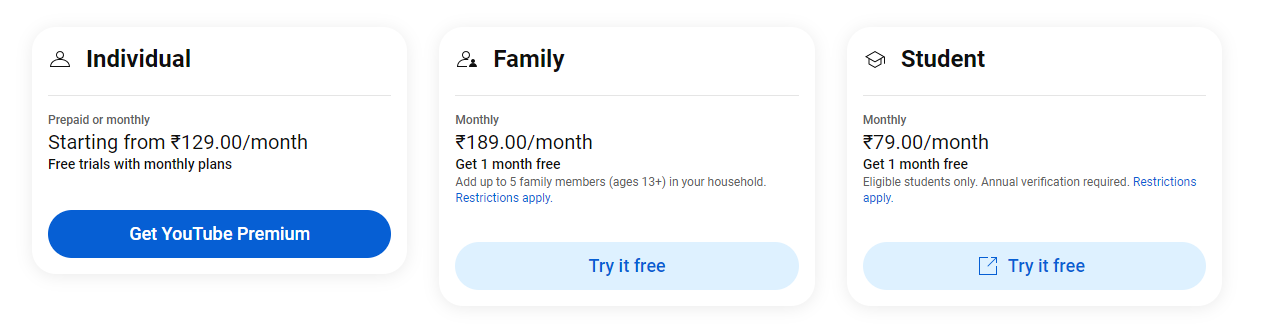 Individual
Prepaid or monthly
Starting from ₹129.00/month
Free trials with monthly plans
Get YouTube Premium
Family
Monthly
₹189.00/month
Get 1 month free
Add up to 5 family members (ages 13+) in your household.
Restrictions apply.
Try it free
Student
Monthly
₹79.00/month
Get 1 month free
Eligible students only. Annual verification required. Restrictions
apply.
Try it free